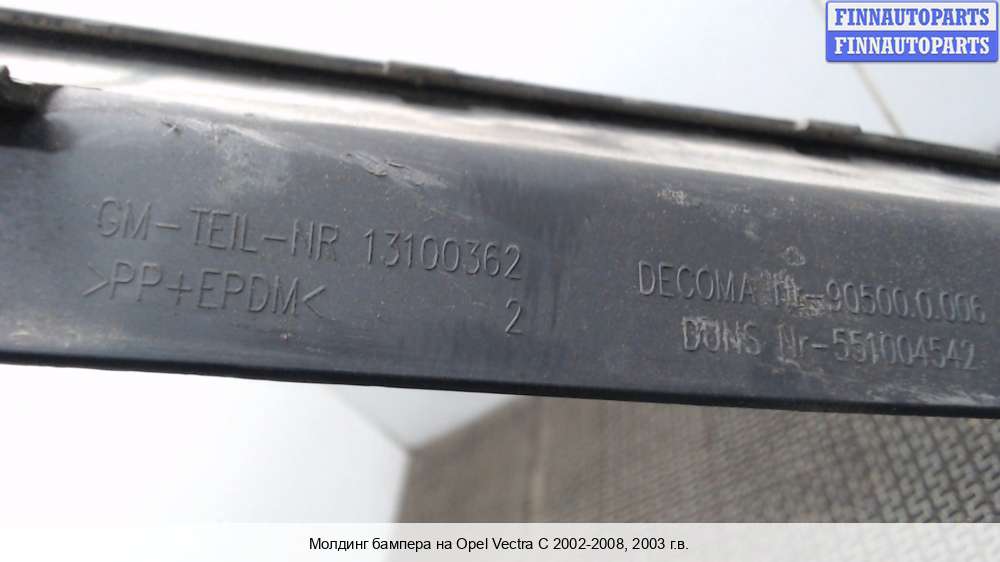 FINNAUTOPARTS
FINNAUTOPARTS
GM-TEIL-NR 13100362
>PP+EPDM<
2
DECOMA Nr-90500.0.006
DUNS Nr-551004542
Молдинг бампера на Opel Vectra C 2002-2008, 2003 г.в.